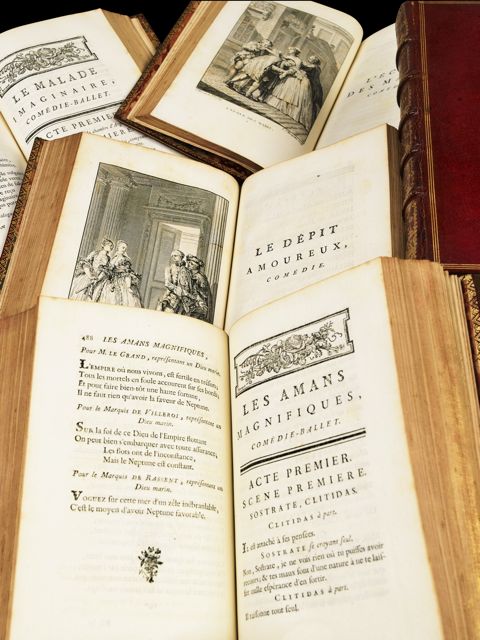 LE MALADE
IMAGINAIRE,
COMÉDIE-BALLET.
ACTE PREMIER
L'EC
DES M
COM
LE DÉPIT
AMOUREUX,
COMÉDIE.
488 LES AMANS MAGNIFIQUES,
Pour M. LE GRAND, représentant un Dieu marin.
L'EMPIRE où nous vivons, est fertile en trésors,
Tous les mortels en foule accourent sur ses bords,
Et pour faire bien-tôt une haute fortune,
Il ne faut rien qu'avoir la faveur de Neptune.
Pour le Marquis de VILLEROI, représentant un
Dieu marin.
SUR la foi de ce Dieu de l'Empire flottant
On peut bien s'embarquer avec toute assurance,
Les flots ont de l'inconstance,
Mais le Neptune est constant.
Pour le Marquis de RASSENT, représentant un
Dieu marin.
VOGUEZ sur cette mer d'un zéle inébranlable,
C'est le moyen d'avoir Neptune favorable.
LES AMANS
MAGNIFIQUES,
COMÉDIE-BALLET.
ACTE PREMIER.
SCENE PREMIERE.
SOSTRATE, CLITIDAS.
CLITIDAS à part.
IL est attaché à ses pensées.
SOSTRATE se croyant seul.
Non, Sostrate, je ne vois rien où tu puisses avoir
recours; & tes maux sont d'une nature à ne te lais-
ser nulle espérance d'en sortir.
CLITIDAS à part.
Il raisonne tout seul.